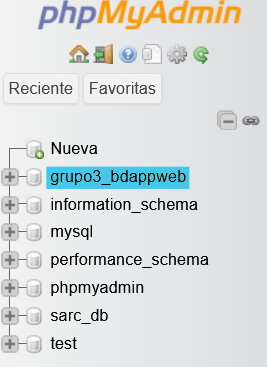 phpMyAdmin
Reciente Favoritas
Nueva
grupo3_bdappweb
information_schema
mysql
performance_schema
phpmyadmin
sarc_db
test